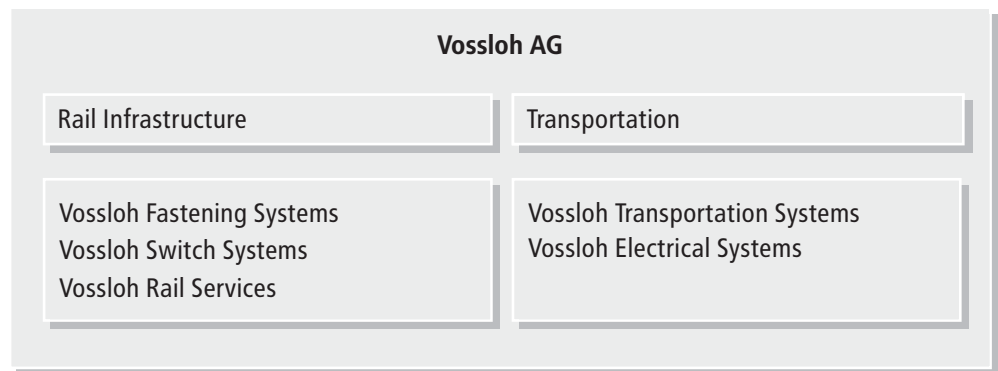 Vossloh AG
Rail Infrastructure
Transportation
Vossloh Fastening Systems
Vossloh Switch Systems
Vossloh Rail Services
Vossloh Transportation Systems
Vossloh Electrical Systems